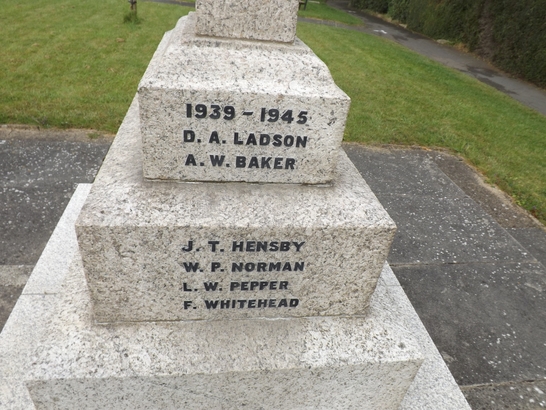 1939 - 1945
D. A. LADSON
A. W. BAKER
J. T. HENSBY
W. P. NORMAN
L. W. PEPPER
F. WHITEHEAD